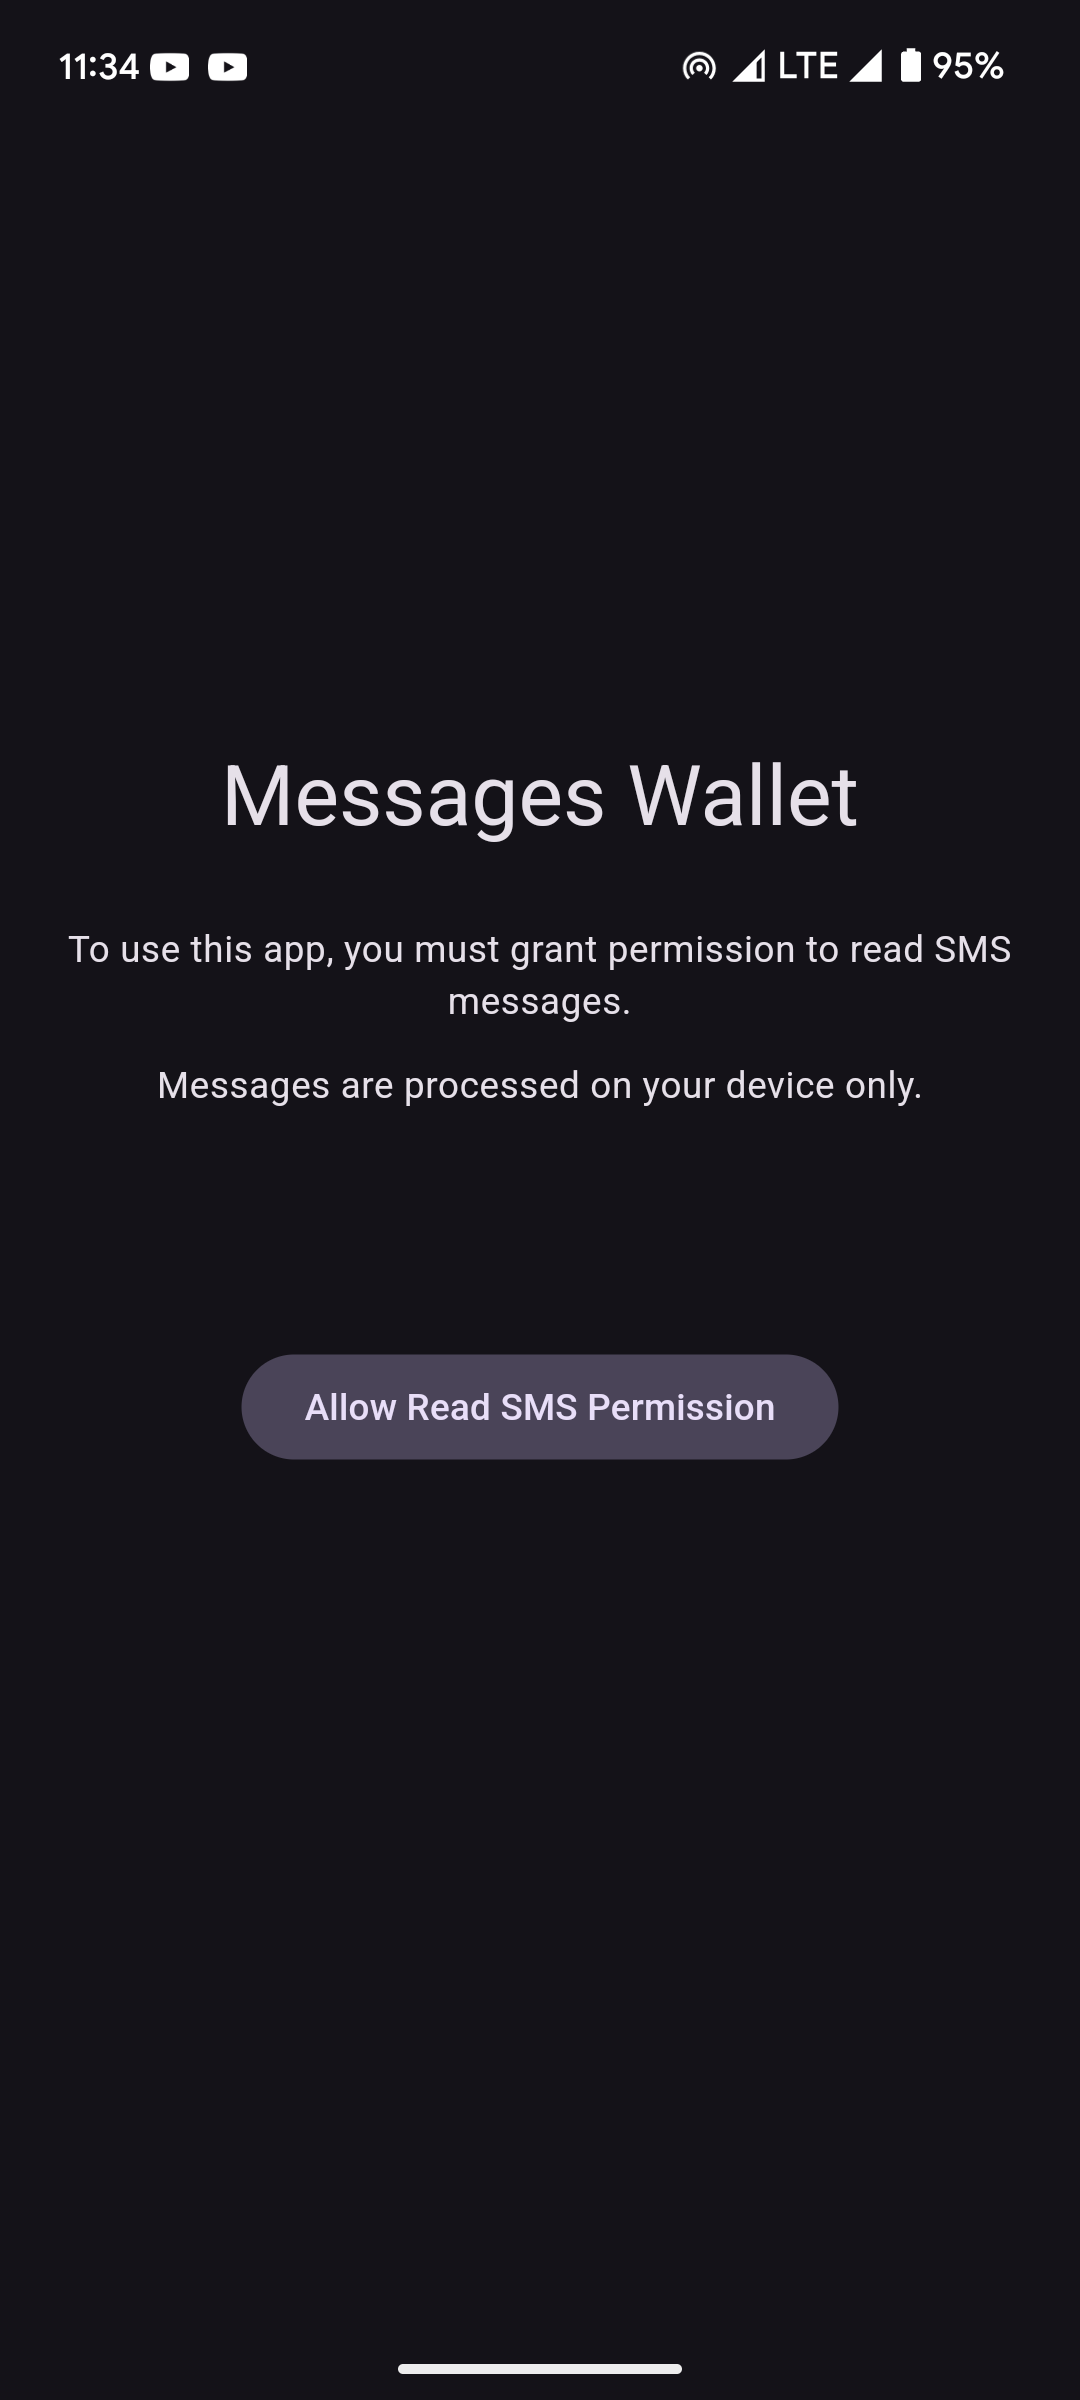 11:34 LTE 95%
Messages Wallet
To use this app, you must grant permission to read SMS
messages.
Messages are processed on your device only.
Allow Read SMS Permission